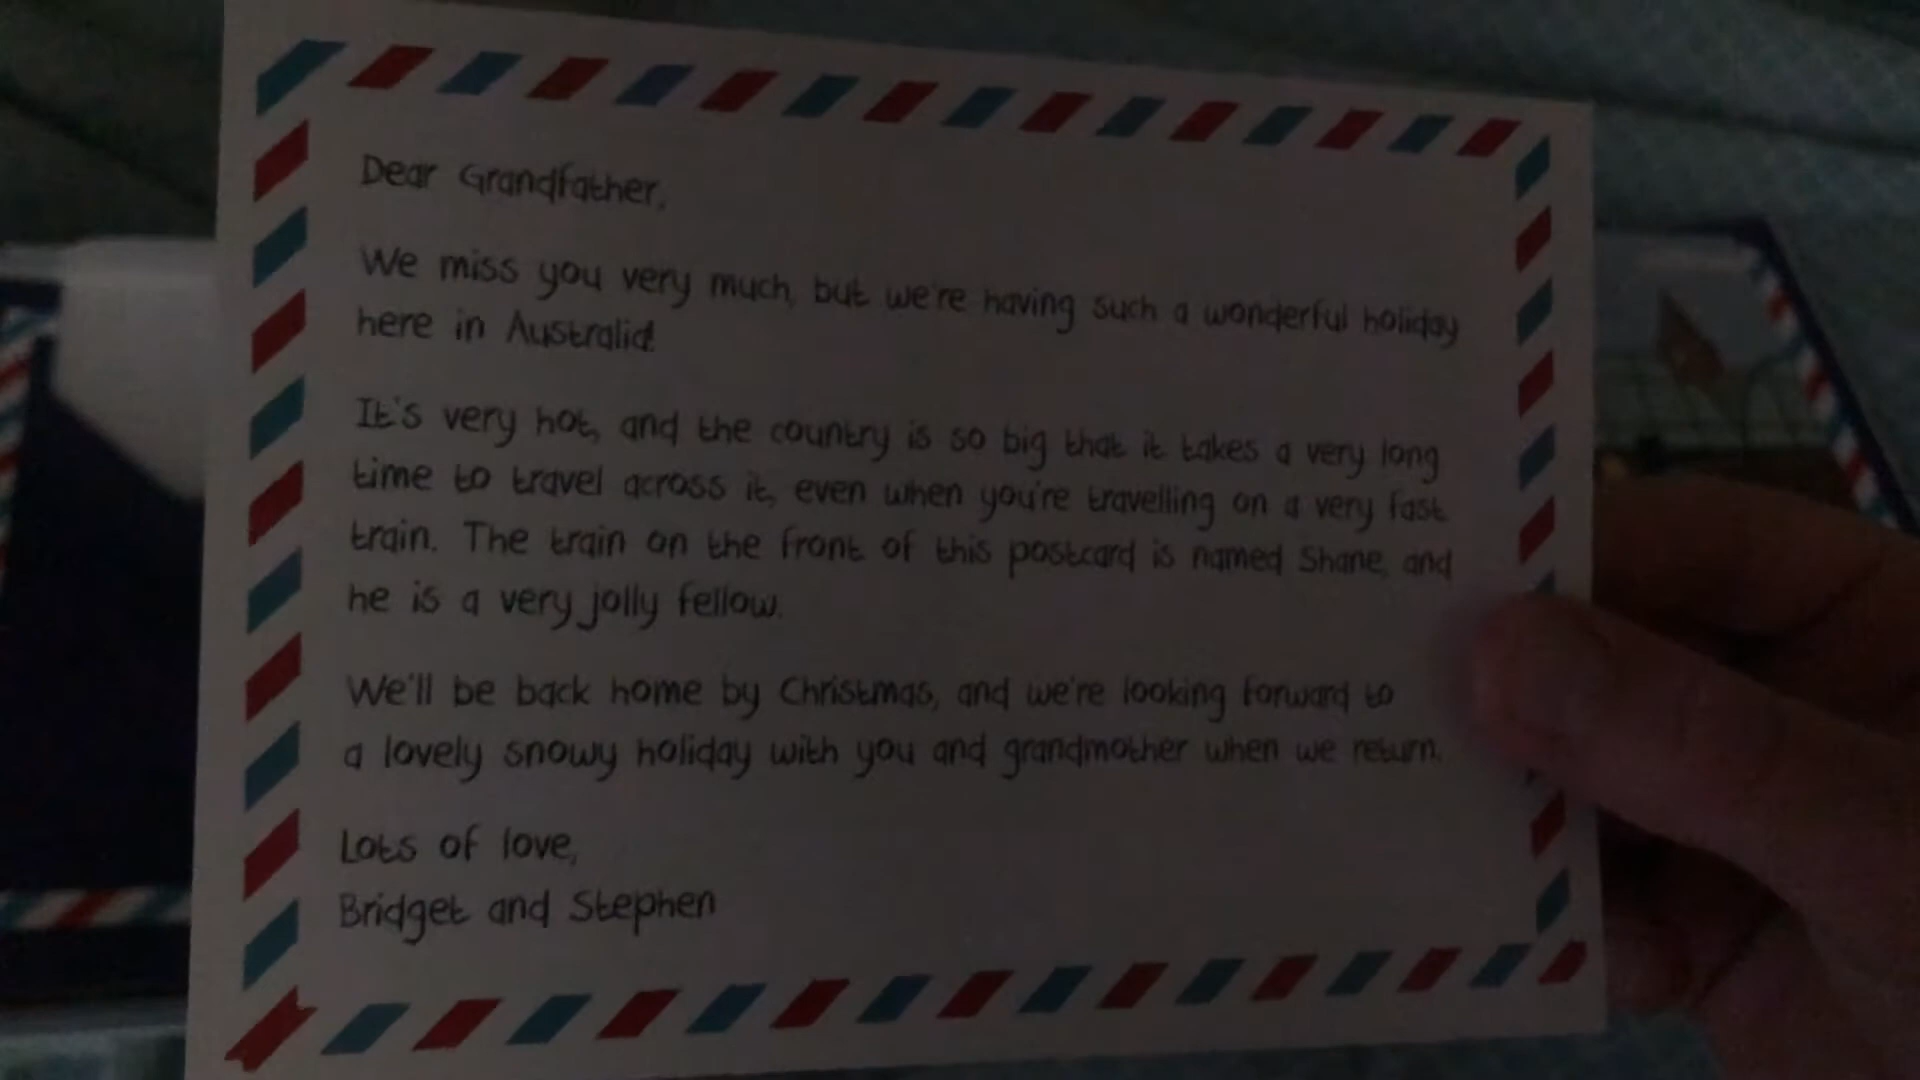 Dear Grandfather,
We miss you very much, but we're having such a wonderful holiday
here in Australia!
It's very hot, and the country is so big that it takes a very long
time to travel across it, even when you're travelling on a very fast
train. The train on the front of this postcard is named Shane, and
he is a very jolly fellow.
We'll be back home by Christmas, and we're looking forward to
a lovely snowy holiday with you and grandmother when we return.
Lots of love,
Bridget and Stephen